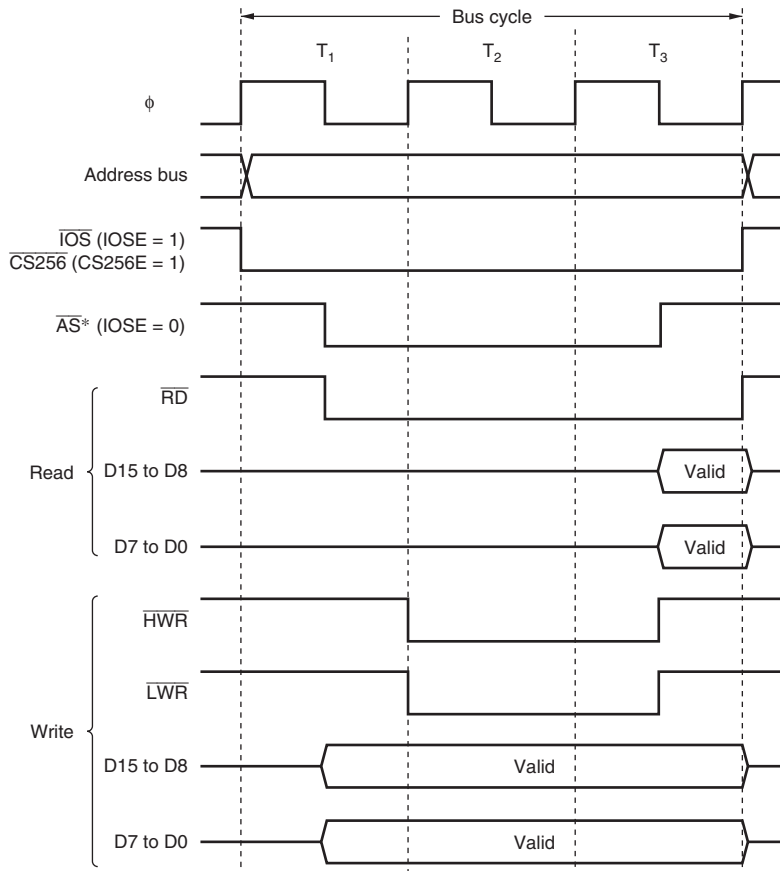 Bus cycle
T1 T2 T3
ϕ
Address bus
IOS (IOSE = 1)
CS256 (CS256E = 1)
AS* (IOSE = 0)
RD
Read
D15 to D8 Valid
D7 to D0 Valid
HWR
LWR
Write
D15 to D8 Valid
D7 to D0 Valid